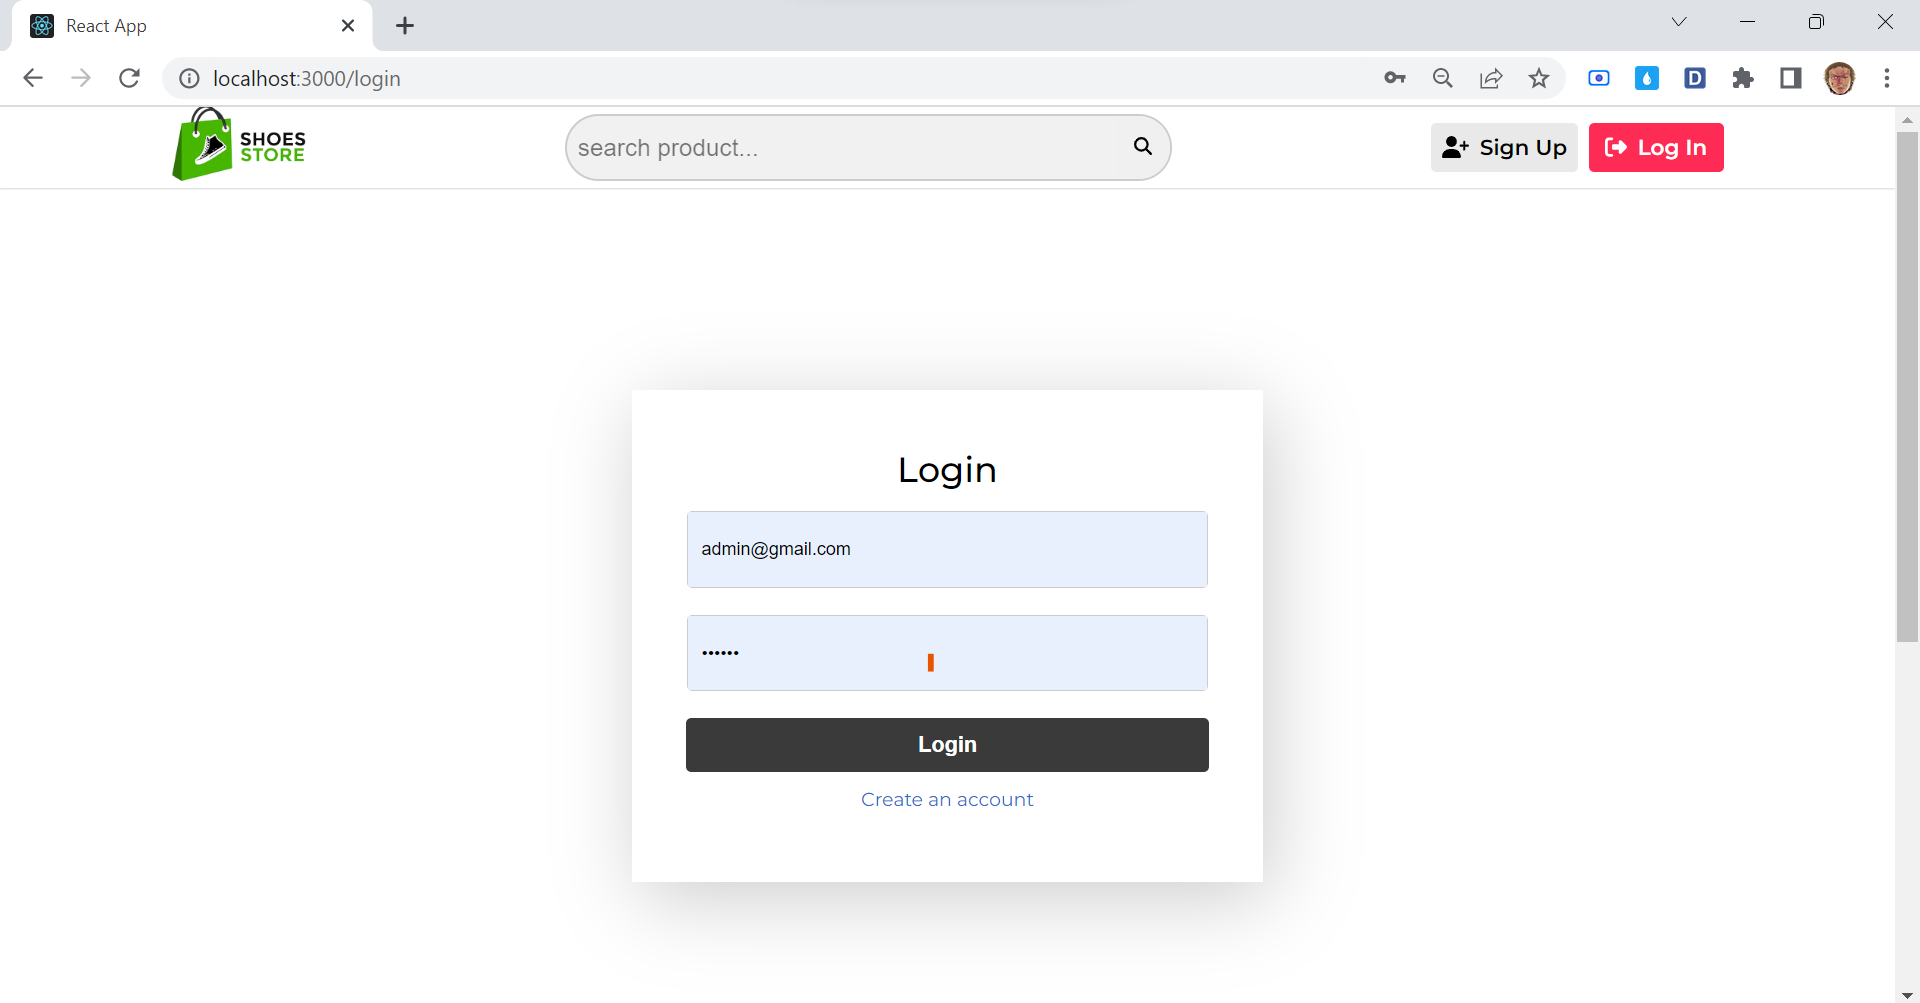 React App
localhost:3000/login
D
SHOES
STORE
search product...
Sign Up
Log In
Login
admin@gmail.com
••••••
Login
Create an account